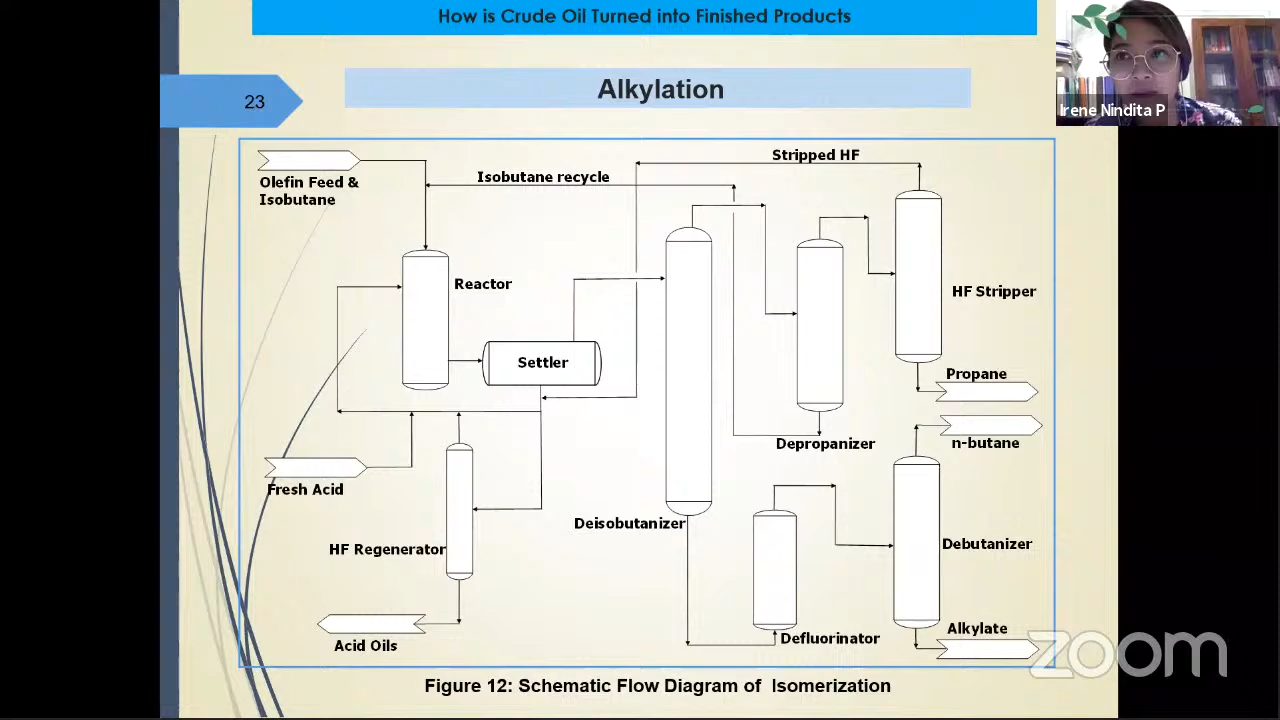 How is Crude Oil Turned into Finished Products
Irene Nindita P
23
Alkylation
Olefin Feed &
Isobutane
Isobutane recycle
Stripped HF
Reactor
HF Stripper
Settler
Propane
Depropanizer
n-butane
Fresh Acid
Deisobutanizer
HF Regenerator
Debutanizer
Acid Oils
Defluorinator
Alkylate
zoom
Figure 12: Schematic Flow Diagram of Isomerization